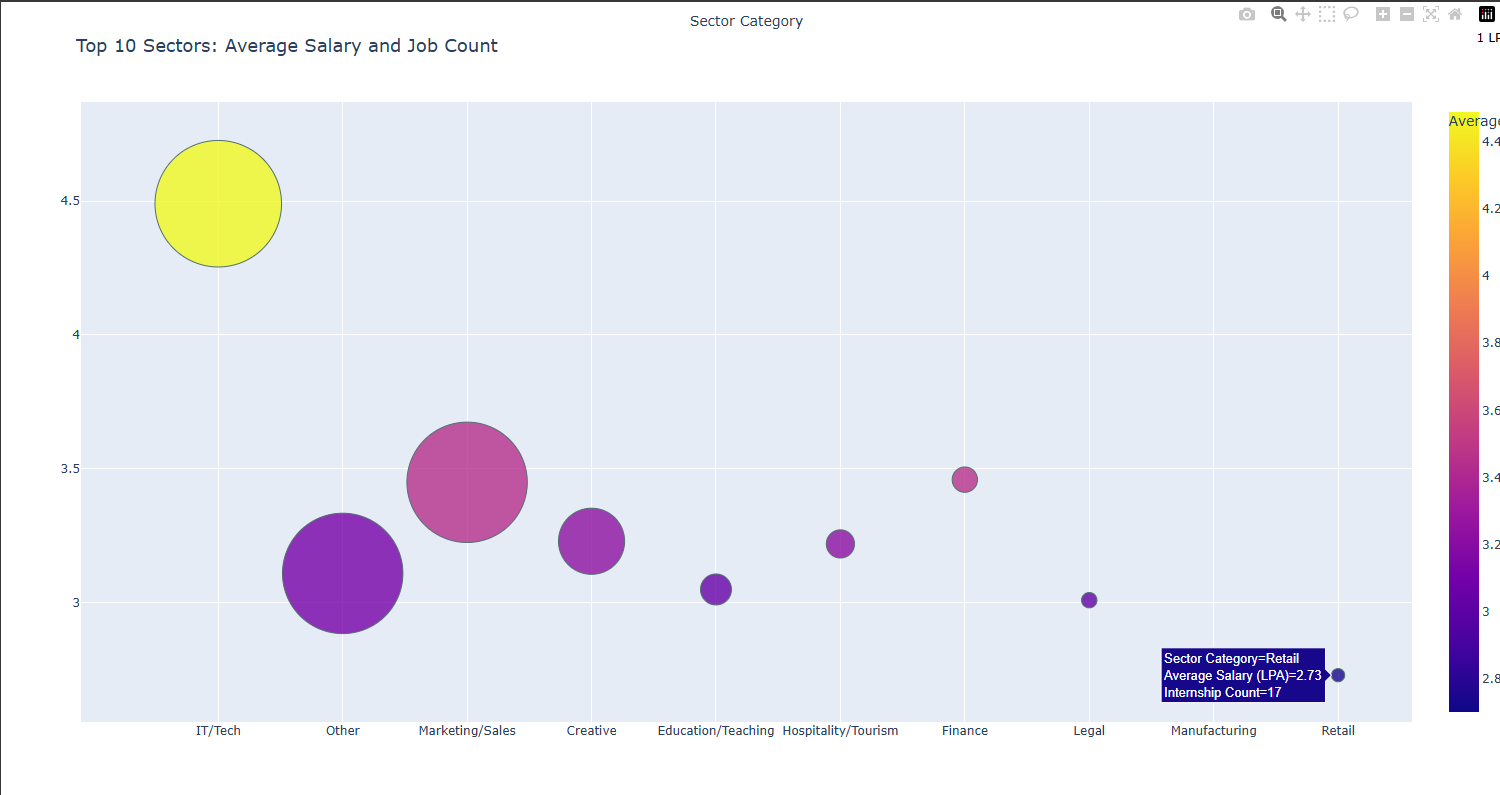 Sector Category
1 LP
Top 10 Sectors: Average Salary and Job Count
Average
4.5
4
3.5
3
4.4
4.2
4
3.8
3.6
3.4
3.2
3
2.8
Sector Category=Retail
Average Salary (LPA)=2.73
Internship Count=17
IT/Tech
Other
Marketing/Sales
Creative
Education/Teaching
Hospitality/Tourism
Finance
Legal
Manufacturing
Retail